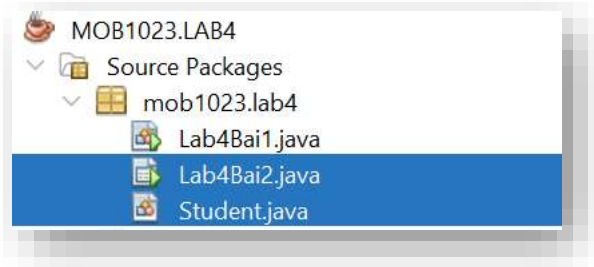 MOB1023.LAB4
Source Packages
mob1023.lab4
Lab4Bai1.java
Lab4Bai2.java
Student.java